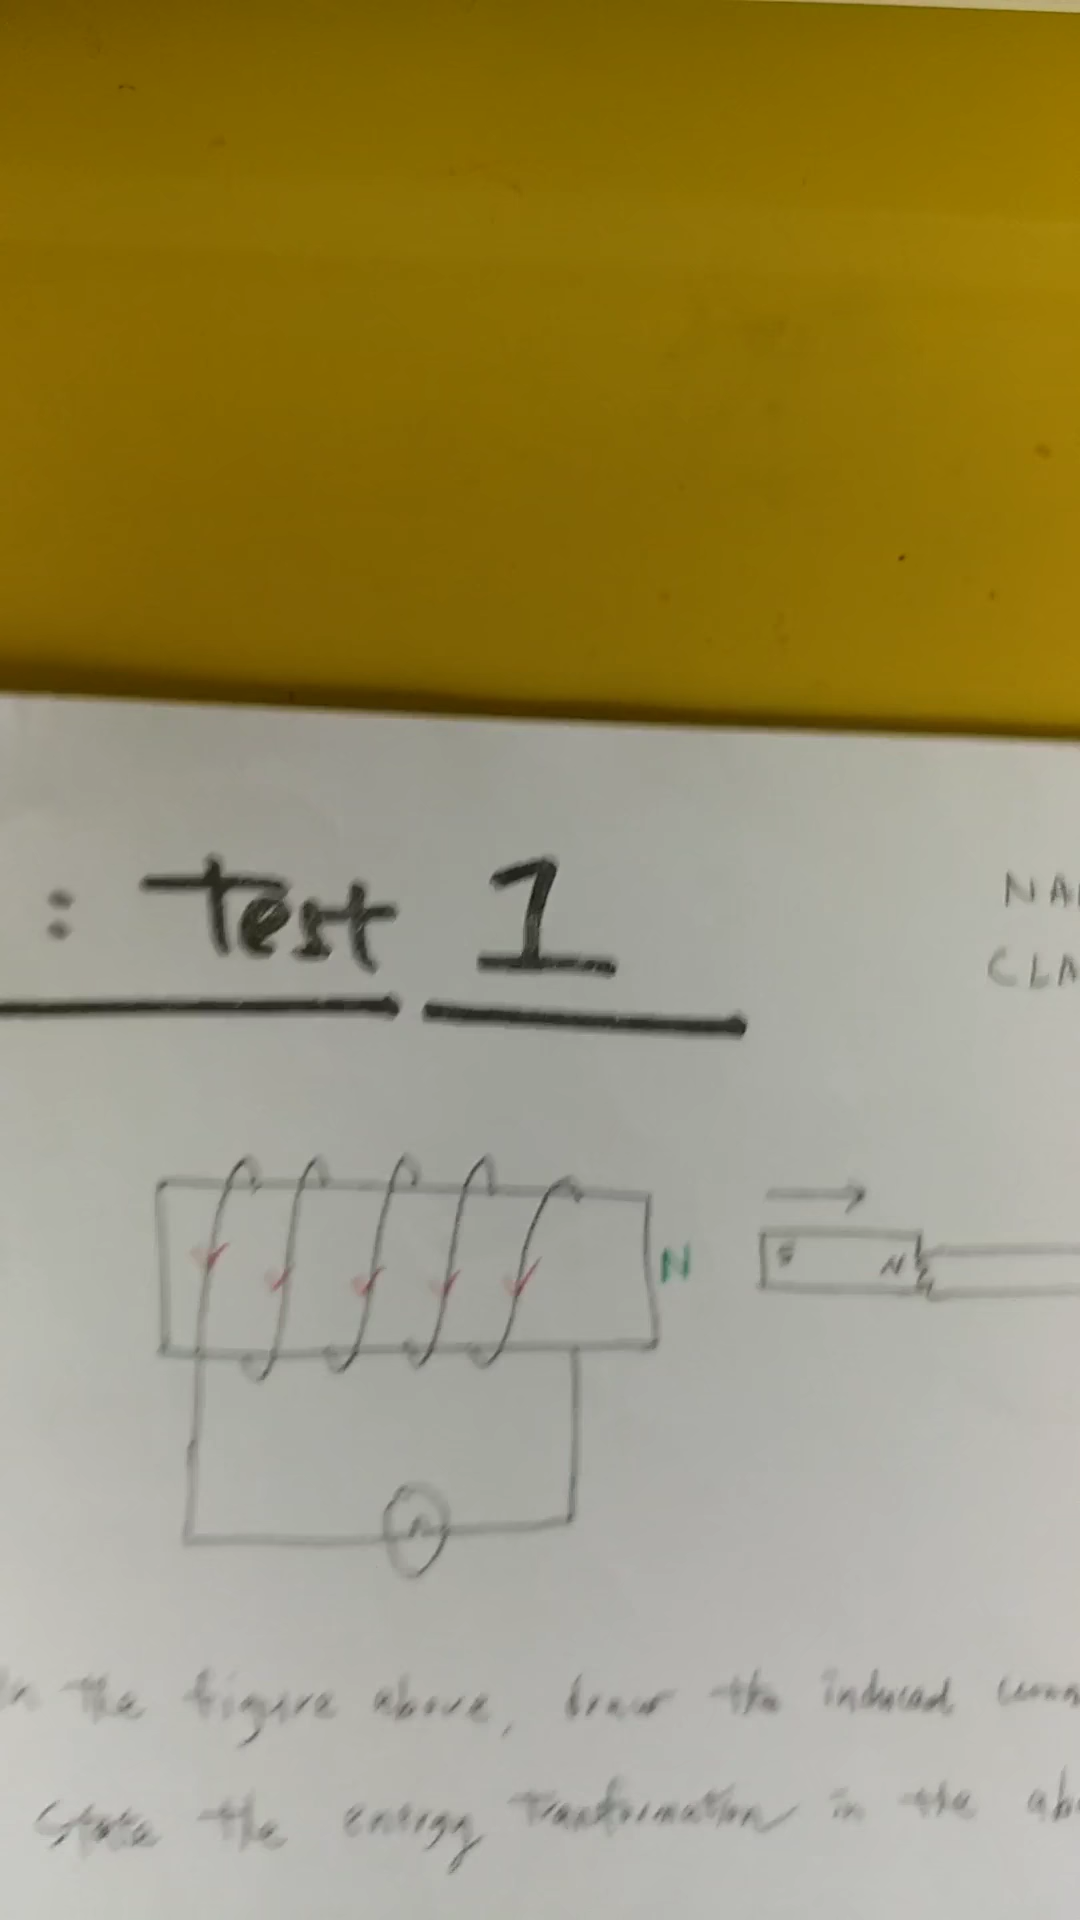 : Test 1
NA
CLA
N
S N
A
In the figure above, draw the induced
State the energy transformation in the